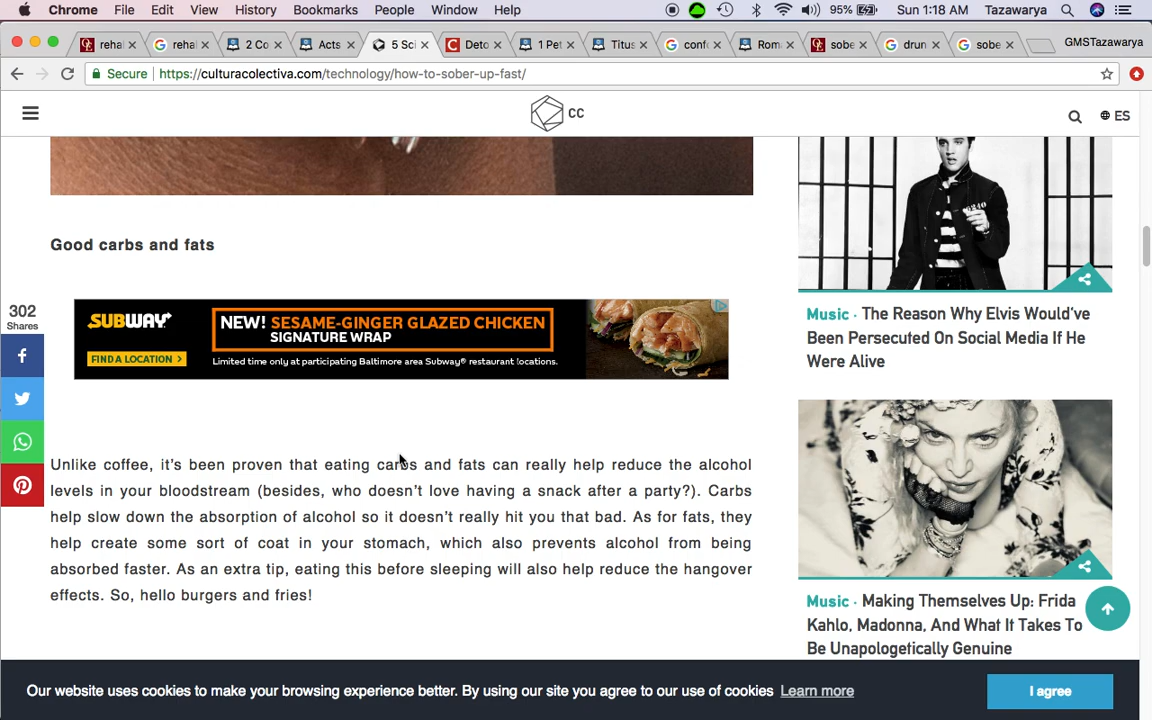 Chrome File Edit View History Bookmarks People Window Help 95% Sun 1:18 AM Tazawarya
rehal rehal 2 Co Acts 5 Sci Deto 1 Pet Titus conf Rom sobe drun sobe GMSTazawarya
Secure https://culturacolectiva.com/technology/how-to-sober-up-fast/
CC ES
Good carbs and fats
302
Shares
SUBWAY
FIND A LOCATION >
NEW! SESAME-GINGER GLAZED CHICKEN
SIGNATURE WRAP
Limited time only at participating Baltimore area Subway® restaurant locations.
Unlike coffee, it's been proven that eating carbs and fats can really help reduce the alcohol
levels in your bloodstream (besides, who doesn't love having a snack after a party?). Carbs
help slow down the absorption of alcohol so it doesn't really hit you that bad. As for fats, they
help create some sort of coat in your stomach, which also prevents alcohol from being
absorbed faster. As an extra tip, eating this before sleeping will also help reduce the hangover
effects. So, hello burgers and fries!
Music · The Reason Why Elvis Would've
Been Persecuted On Social Media If He
Were Alive
Music · Making Themselves Up: Frida
Kahlo, Madonna, And What It Takes To
Be Unapologetically Genuine
Our website uses cookies to make your browsing experience better. By using our site you agree to our use of cookies Learn more
I agree